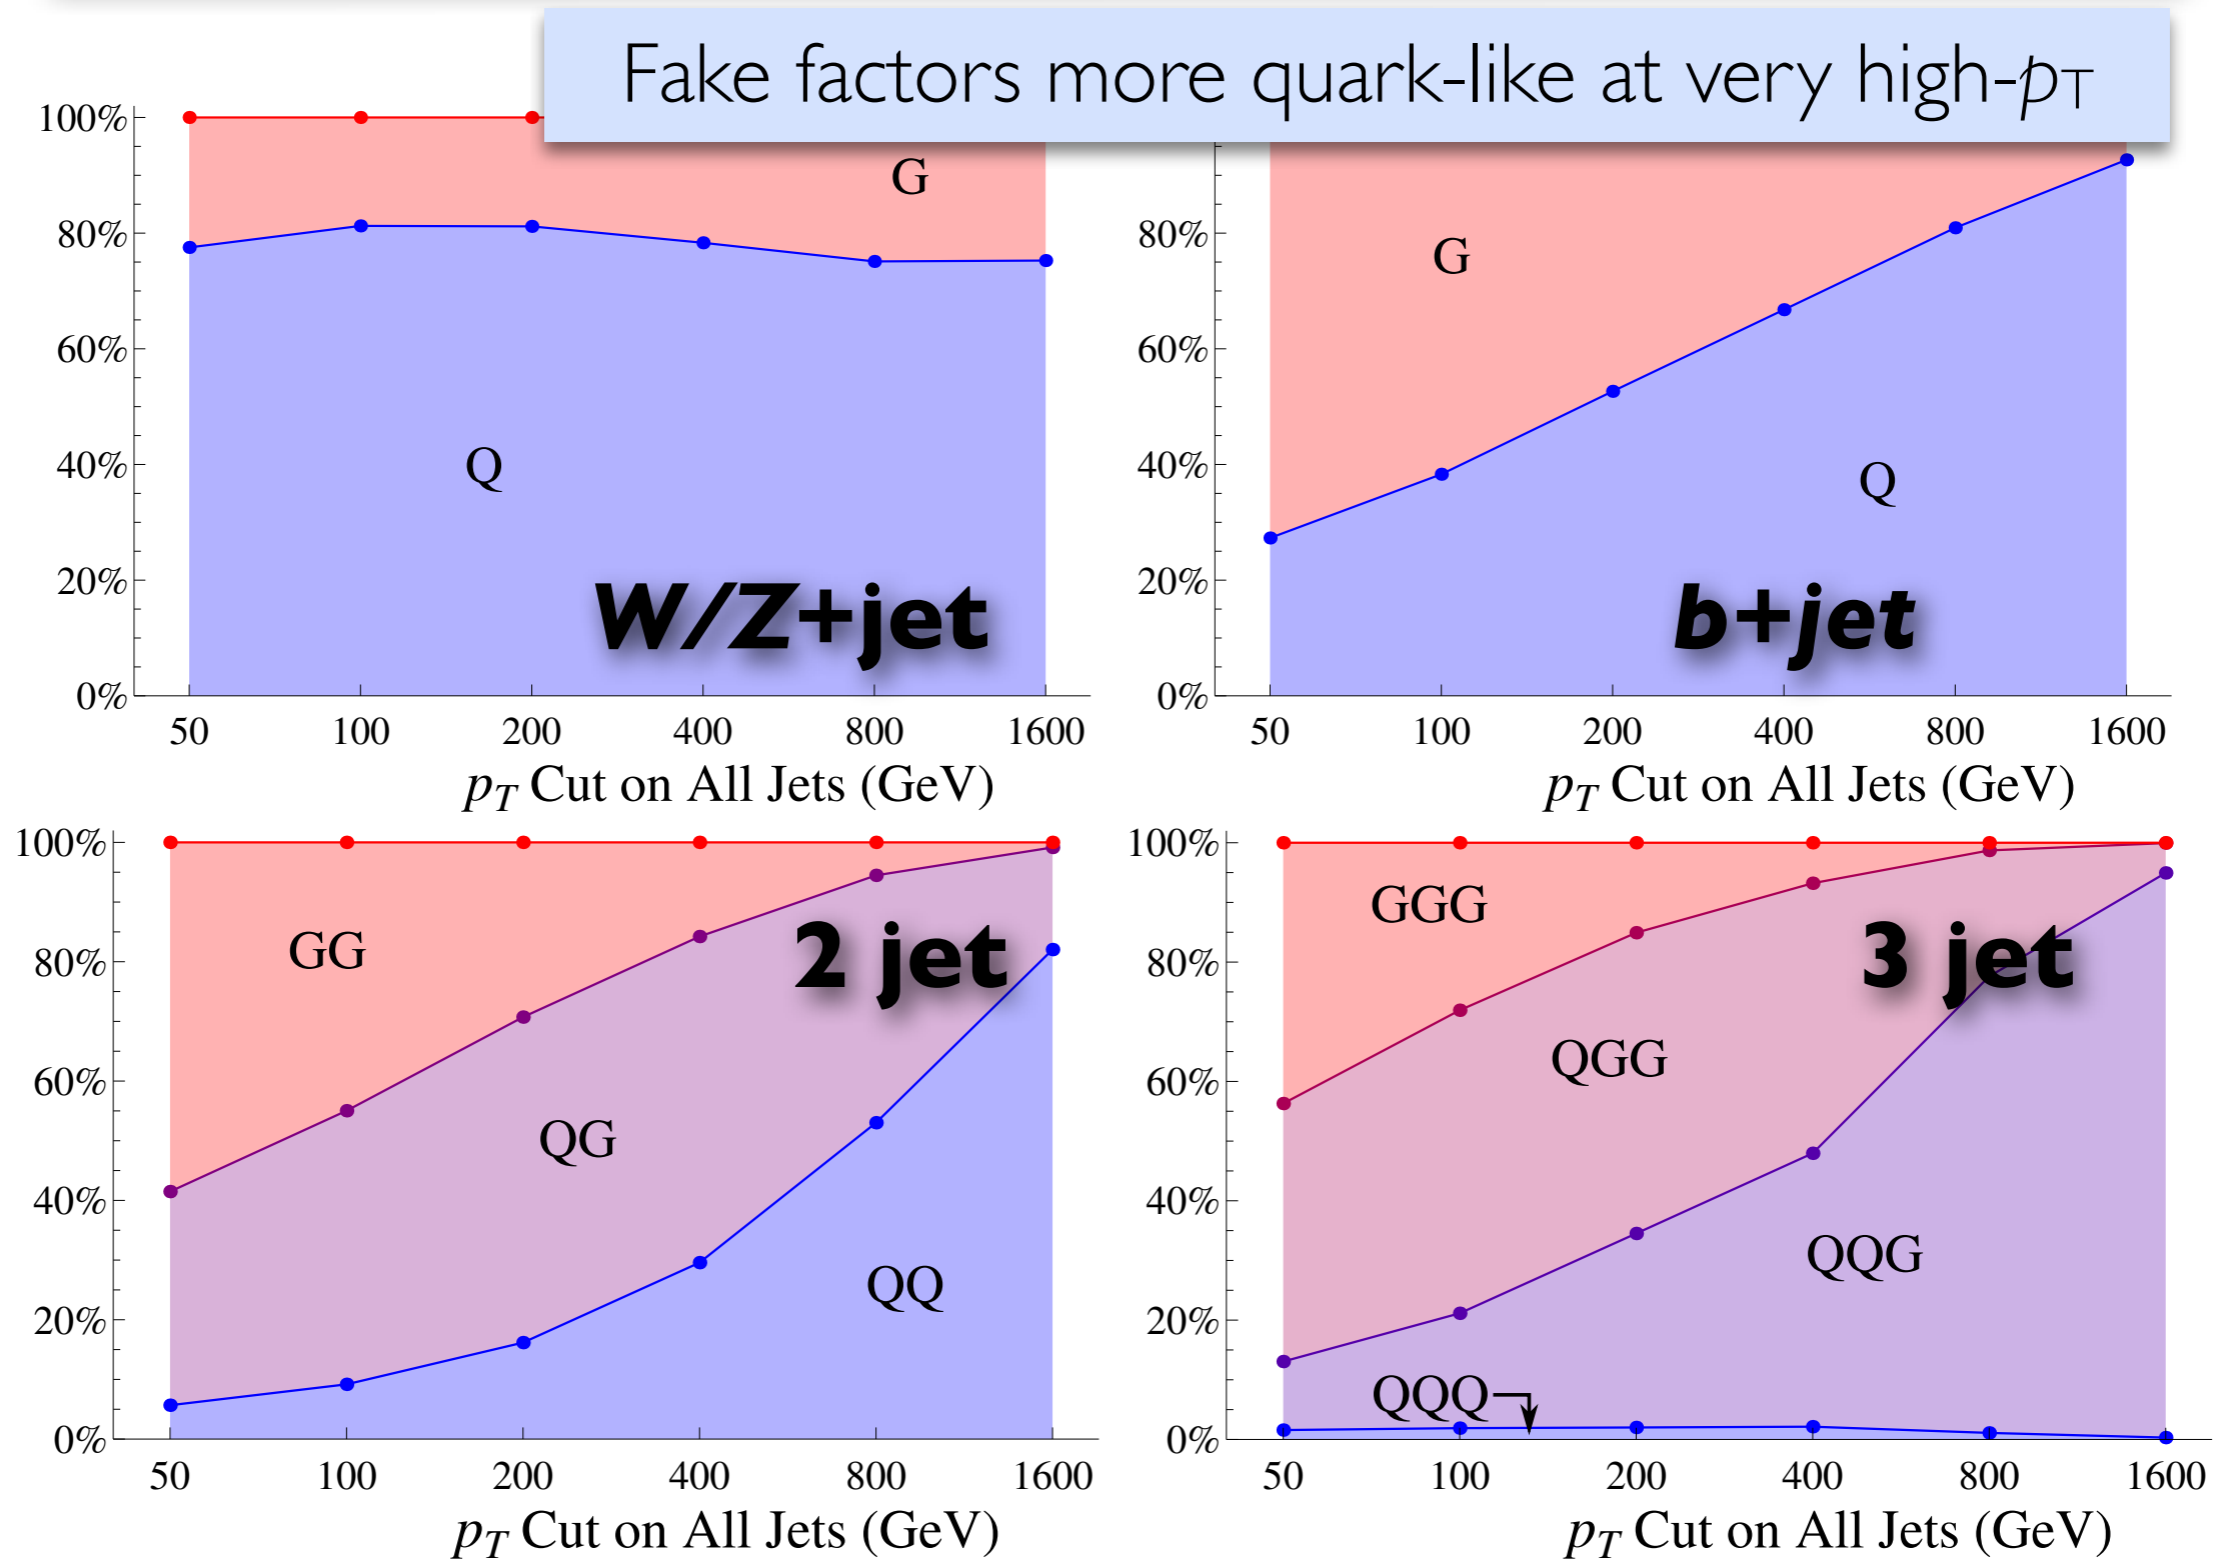 Fake factors more quark-like at very high-pT
100%
80%
60%
40%
20%
0%
G
Q
W/Z+jet
50 100 200 400 800 1600
pT Cut on All Jets (GeV)
80%
60%
40%
20%
0%
G
Q
b+jet
50 100 200 400 800 1600
pT Cut on All Jets (GeV)
100%
80%
60%
40%
20%
0%
GG
2 jet
QG
QQ
50 100 200 400 800 1600
pT Cut on All Jets (GeV)
100%
80%
60%
40%
20%
0%
GGG
3 jet
QGG
QQG
QQQ
50 100 200 400 800 1600
pT Cut on All Jets (GeV)